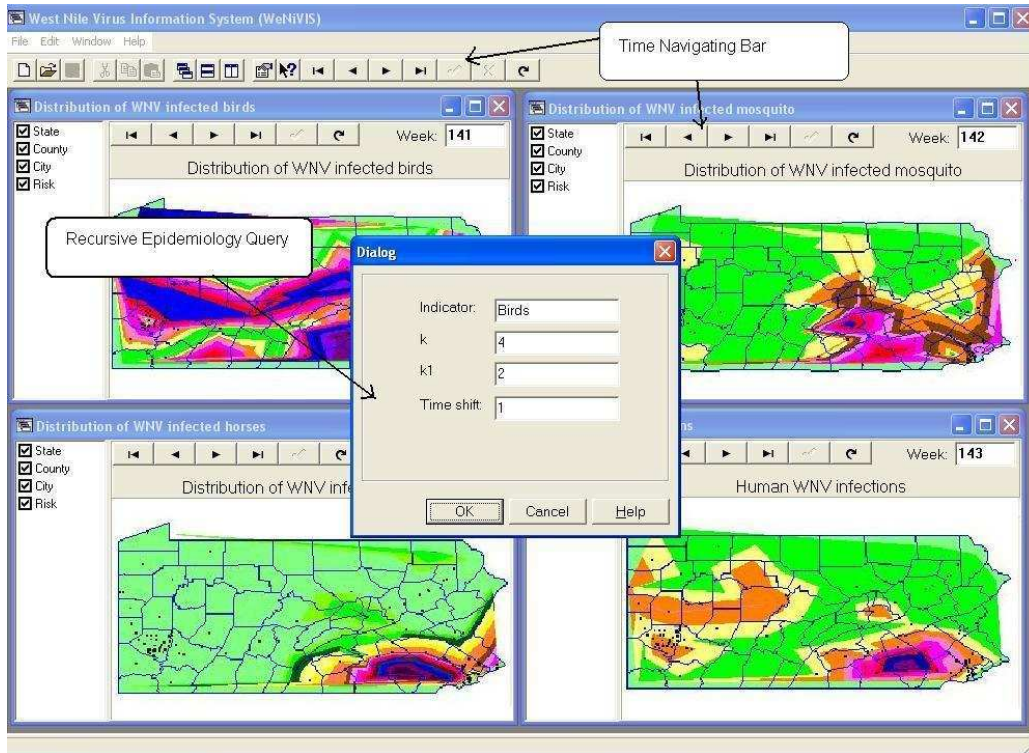 West Nile Virus Information System (WeNiVIS)
File Edit Window Help
Time Navigating Bar
Distribution of WNV infected birds
State
County
City
Risk
Week: 141
Distribution of WNV infected birds
Distribution of WNV infected mosquito
State
County
City
Risk
Week: 142
Distribution of WNV infected mosquito
Recursive Epidemiology Query
Dialog
Indicator: Birds
k 4
k1 2
Time shift: 1
OK Cancel Help
Distribution of WNV infected horses
State
County
City
Risk
Distribution of WNV infe
ns
Week: 143
Human WNV infections